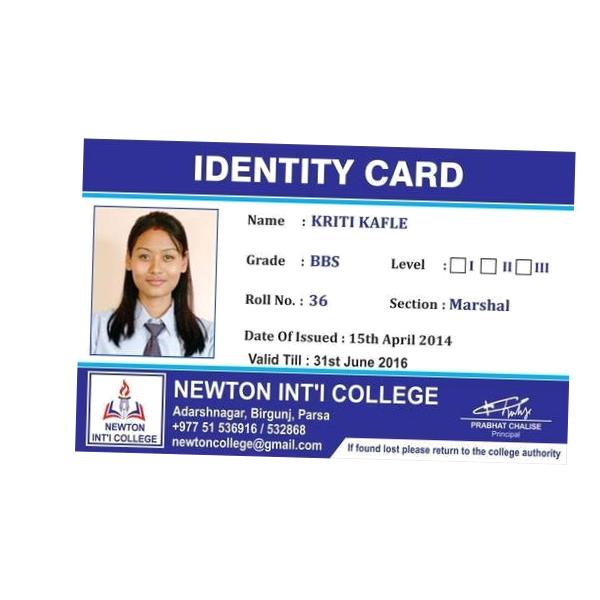 IDENTITY CARD
Name : KRITI KAFLE
Grade : BBS
Level : I II III
Roll No. : 36
Section : Marshal
Date Of Issued : 15th April 2014
Valid Till : 31st June 2016
NEWTON
INT'I COLLEGE
NEWTON INT'I COLLEGE
Adarshnagar, Birgunj, Parsa
+977 51 536916 / 532868
newtoncollege@gmail.com
PRABHAT CHALISE
Principal
If found lost please return to the college authority